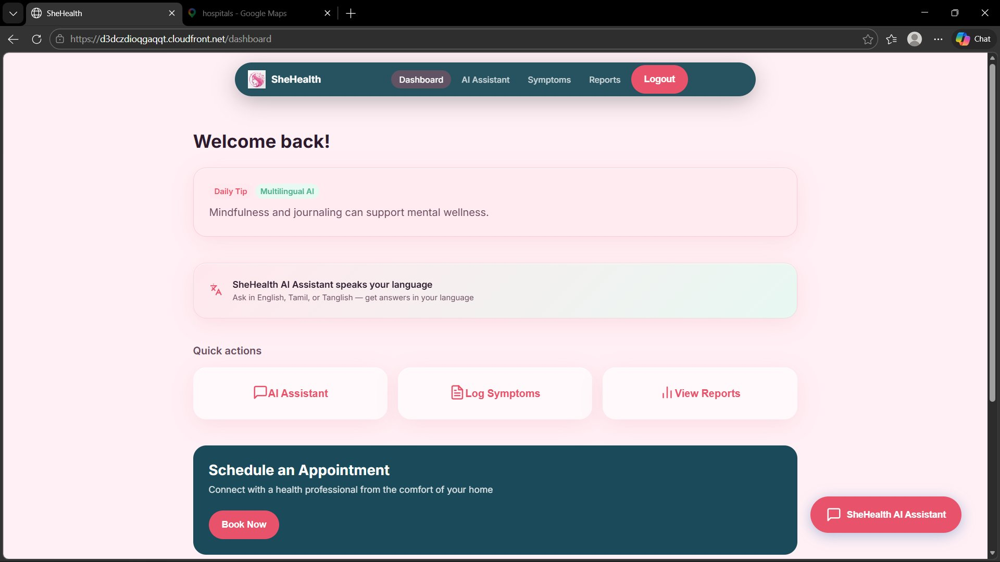 SheHealth
hospitals - Google Maps
https://d3dczdioqgaqqt.cloudfront.net/dashboard
Chat
SheHealth
Dashboard
AI Assistant
Symptoms
Reports
Logout
Welcome back!
Daily Tip
Multilingual AI
Mindfulness and journaling can support mental wellness.
SheHealth AI Assistant speaks your language
Ask in English, Tamil, or Tanglish — get answers in your language
Quick actions
AI Assistant
Log Symptoms
View Reports
Schedule an Appointment
Connect with a health professional from the comfort of your home
Book Now
SheHealth AI Assistant